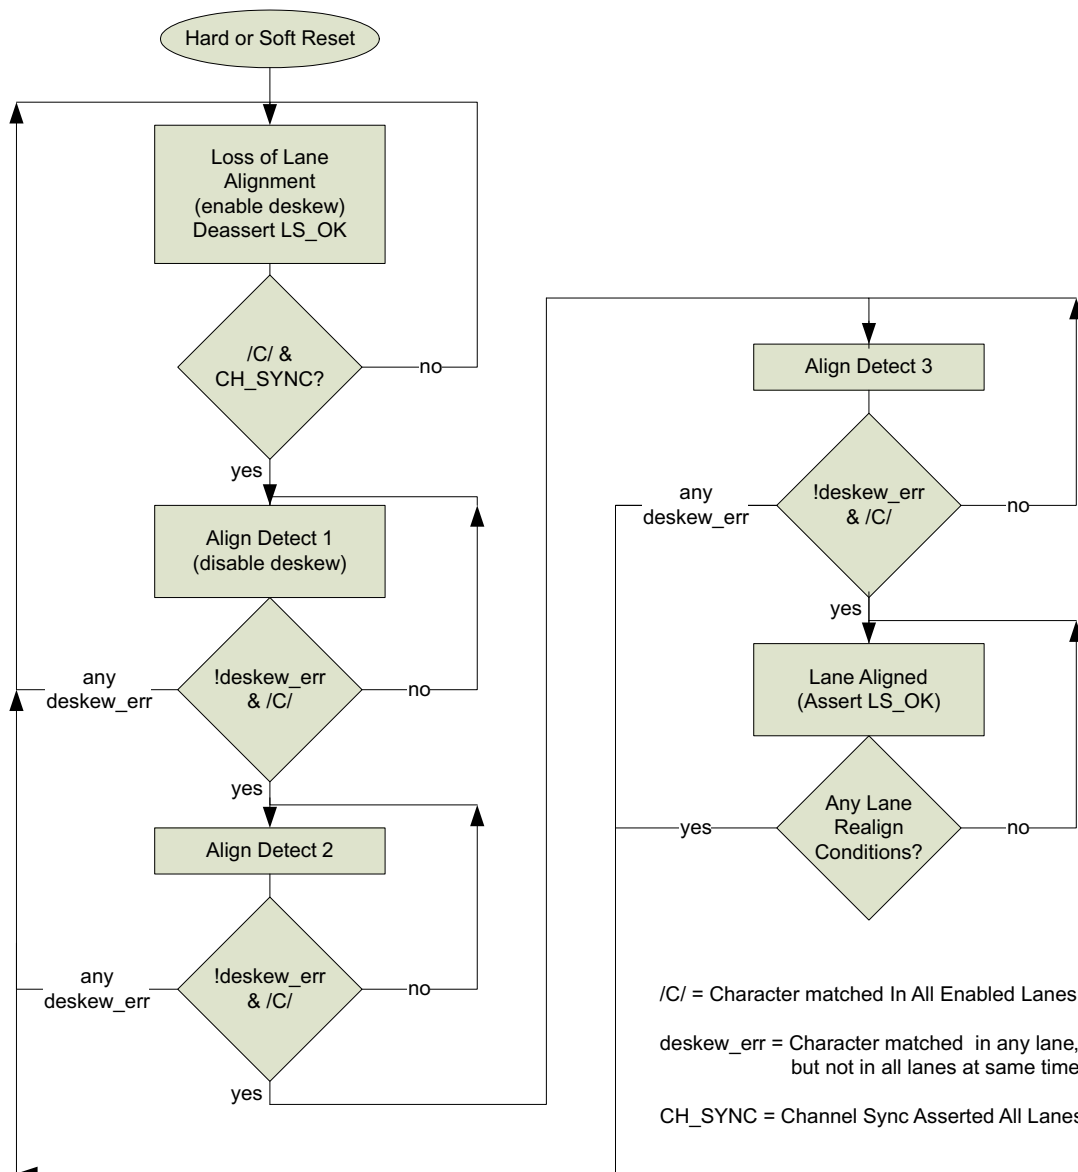 Hard or Soft Reset
Loss of Lane
Alignment
(enable deskew)
Deassert LS_OK
/C/ &
CH_SYNC?
no
yes
Align Detect 1
(disable deskew)
any
deskew_err
!deskew_err
& /C/
no
yes
Align Detect 2
any
deskew_err
!deskew_err
& /C/
no
yes
Align Detect 3
any
deskew_err
!deskew_err
& /C/
no
yes
Lane Aligned
(Assert LS_OK)
yes
Any Lane
Realign
Conditions?
no
/C/ = Character matched In All Enabled Lanes
deskew_err = Character matched in any lane,
but not in all lanes at same time
CH_SYNC = Channel Sync Asserted All Lanes